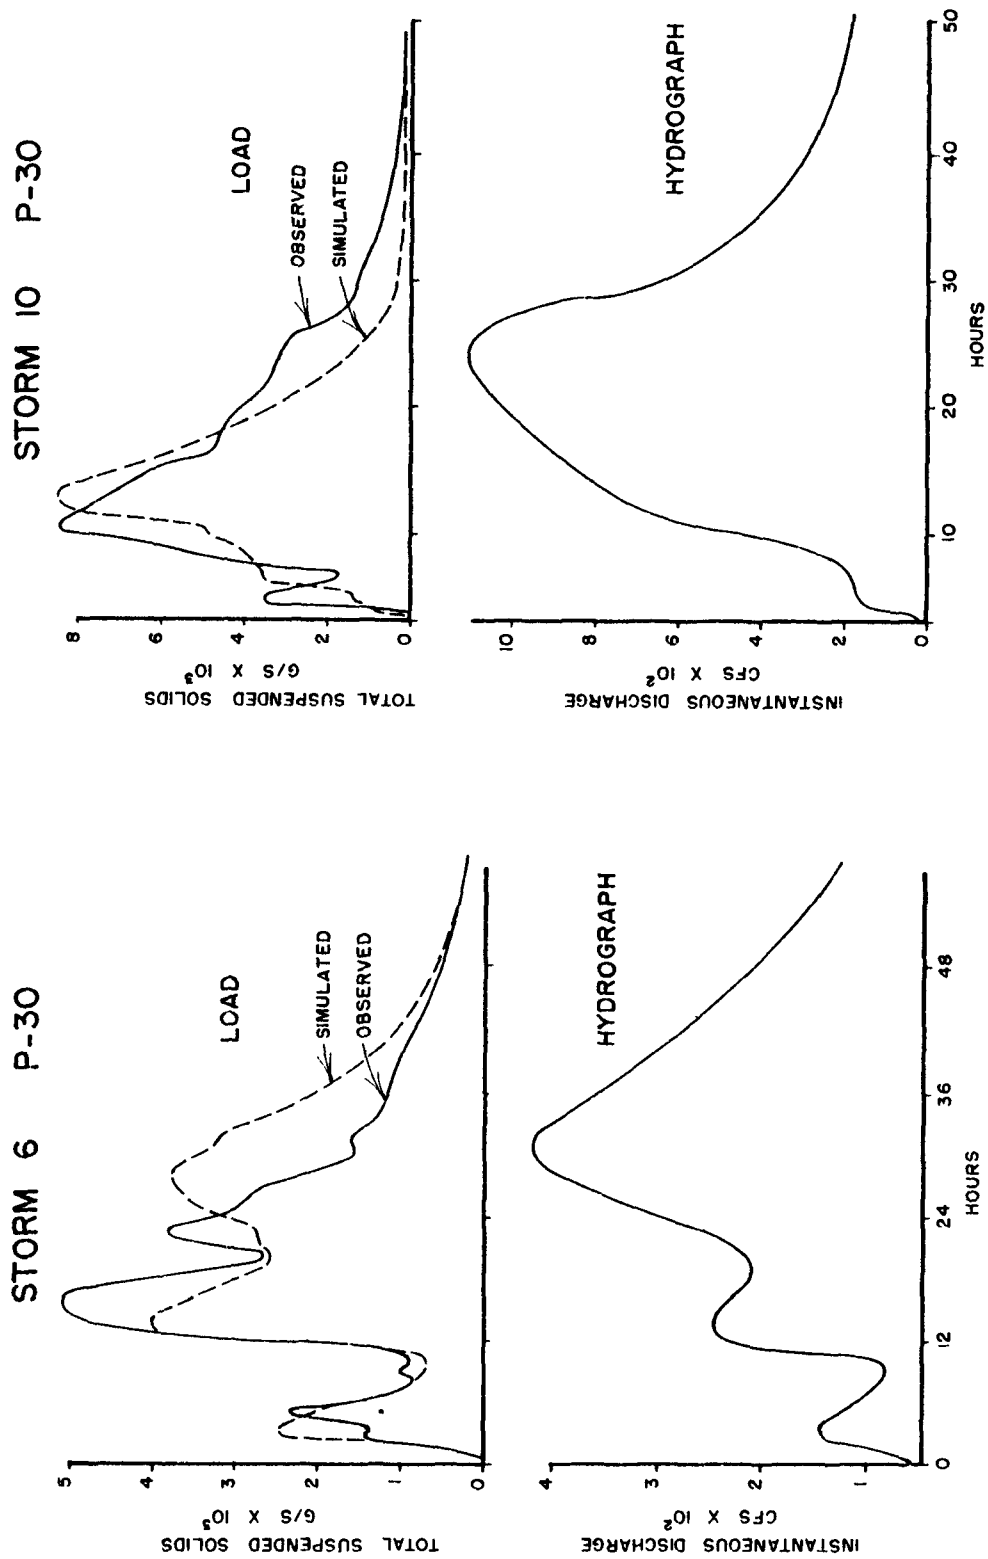 STORM 6 P-30
LOAD
SIMULATED
OBSERVED
TOTAL SUSPENDED SOLIDS
G/S X 10³
5
4
3
2
1
0
HYDROGRAPH
INSTANTANEOUS DISCHARGE
CFS X 10²
4
3
2
1
0
12
24
36
48
HOURS
STORM 10 P-30
LOAD
OBSERVED
SIMULATED
TOTAL SUSPENDED SOLIDS
G/S X 10³
8
6
4
2
0
HYDROGRAPH
INSTANTANEOUS DISCHARGE
CFS X 10²
10
8
6
4
2
0
10
20
30
40
50
HOURS